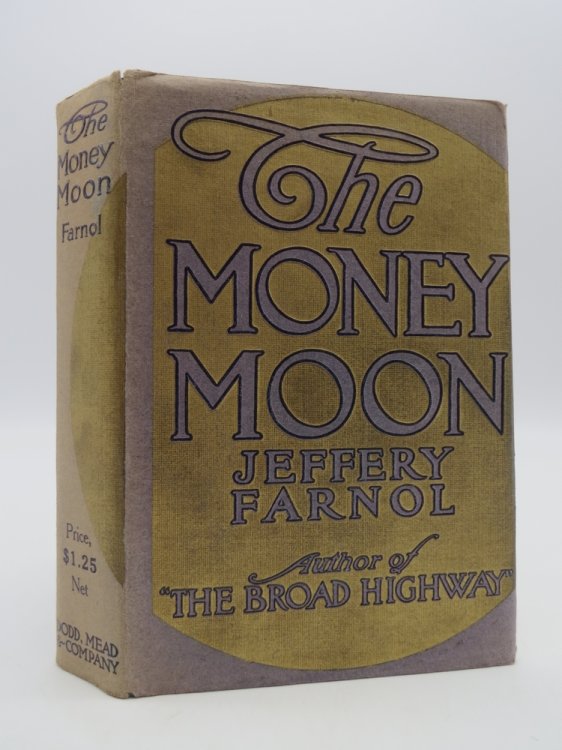 The
Money
Moon
Farnol
Price,
$1.25
Net
DODD, MEAD
& COMPANY
The
MONEY
MOON
JEFFERY
FARNOL
Author of
"THE BROAD HIGHWAY"